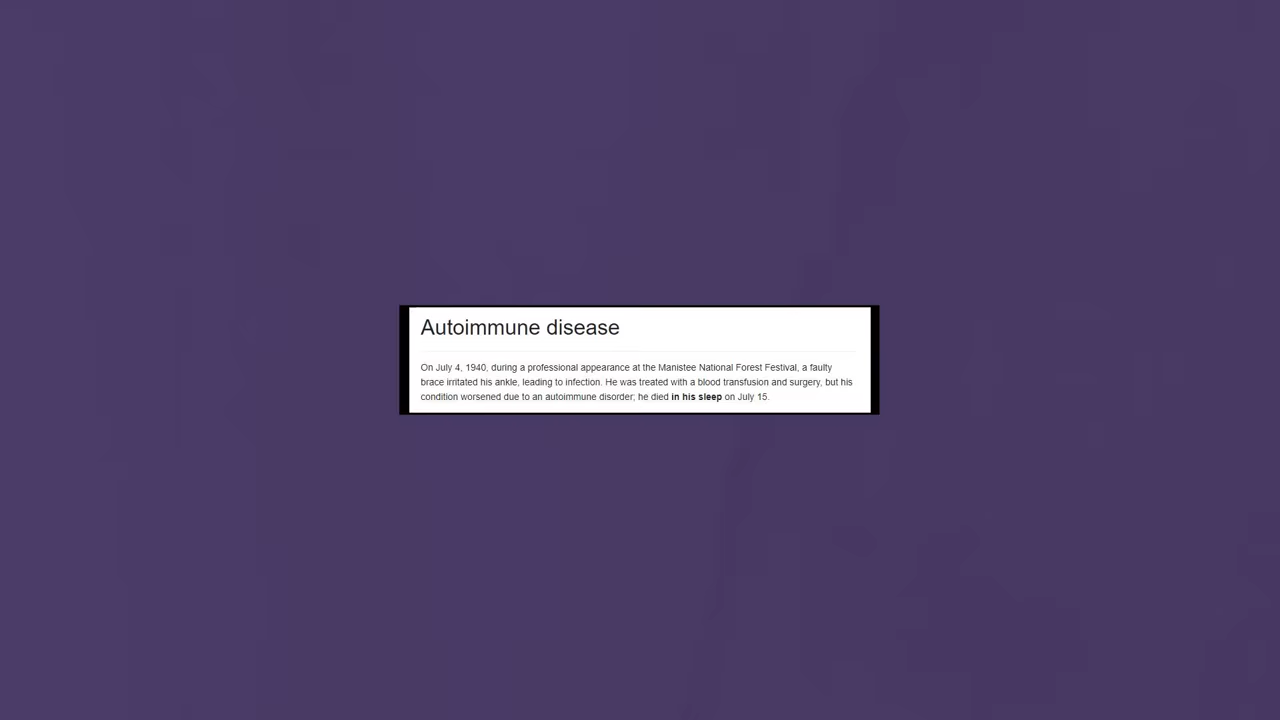 Autoimmune disease
On July 4, 1940, during a professional appearance at the Manistee National Forest Festival, a faulty
brace irritated his ankle, leading to infection. He was treated with a blood transfusion and surgery, but his
condition worsened due to an autoimmune disorder; he died in his sleep on July 15.